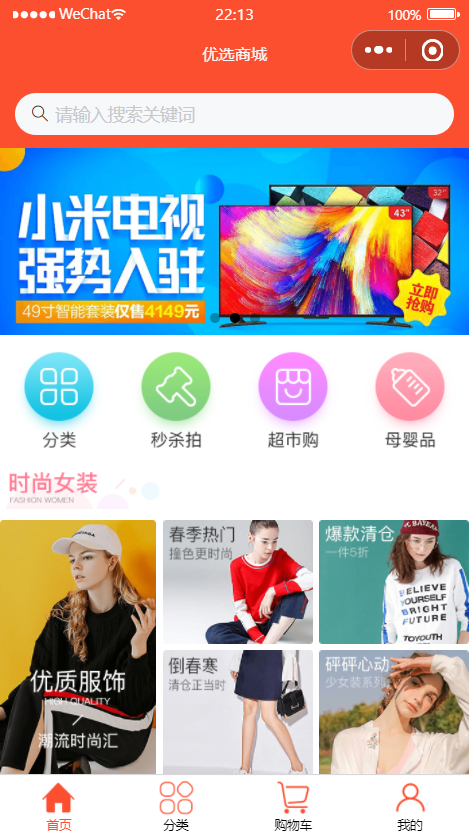 WeChat
22:13
100%
优选商城
请输入搜索关键词
小米电视
强势入驻
49寸智能套装仅售4149元
32"
43"
立即
抢购
分类
秒杀拍
超市购
母婴品
时尚女装
FASHION WOMEN
优质服饰
HIGH QUALITY
潮流时尚汇
春季热门
撞色更时尚
爆款清仓
一件5折
BELIEVE
YOURSELF
BRIGHT
FUTURE
TOYOUTH
倒春寒
清仓正当时
砰砰心动
少女装系列
首页
分类
购物车
我的